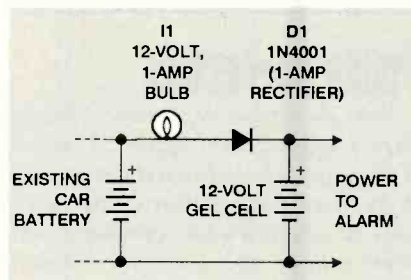 I1
12-VOLT,
1-AMP
BULB
D1
1N4001
(1-AMP
RECTIFIER)
+
EXISTING
CAR
BATTERY
+
12-VOLT
GEL CELL
POWER
TO
ALARM